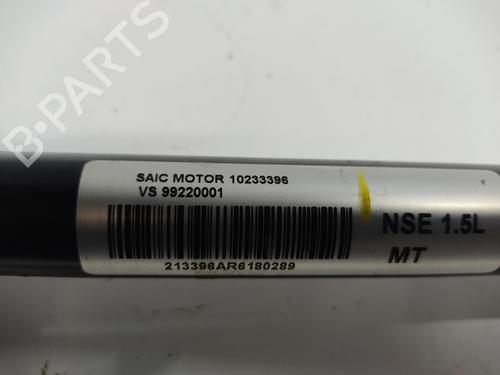 B-PARTS
SAIC MOTOR 10233396
VS 99220001
NSE 1.5L
MT
213396AR6180289